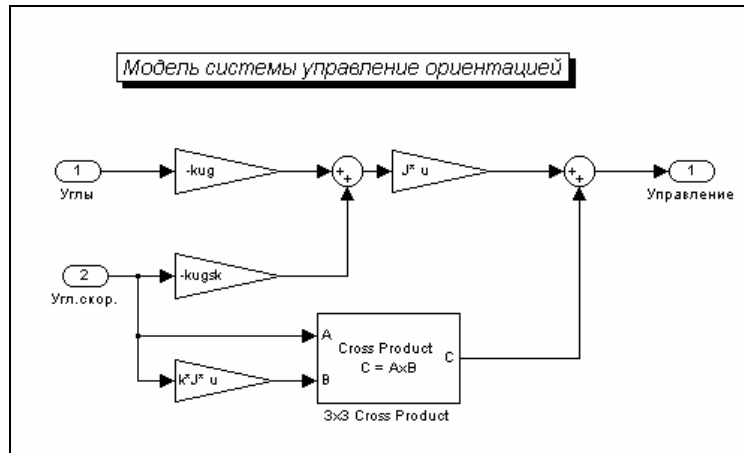 Модель системы управление ориентацией
1
Углы
-kug
+
+
J* u
+
+
1
Управление
2
Угл.скор.
-kugsk
k*J* u
A
B
Cross Product
C = AxB
C
3x3 Cross Product